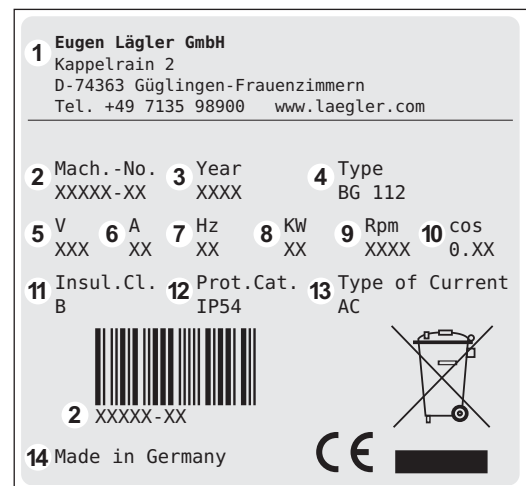 1 Eugen Lägler GmbH
Kappelrain 2
D-74363 Güglingen-Frauenzimmern
Tel. +49 7135 98900 www.laegler.com
2 Mach.-No. 3 Year 4 Type
XXXXX-XX XXXX BG 112
5 V 6 A 7 Hz 8 KW 9 Rpm 10 cos
XXX XX XX XX XXXX 0.XX
11 Insul.Cl. 12 Prot.Cat. 13 Type of Current
B IP54 AC
2 XXXXX-XX
14 Made in Germany CE